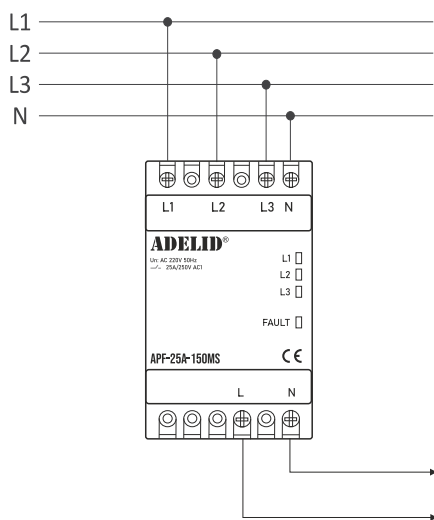 L1
L2
L3
N
L1 L2 L3 N
ADELID®
Un: AC 220V 50Hz
25A/250V AC1
L1
L2
L3
FAULT
APF-25A-150MS CE
L N